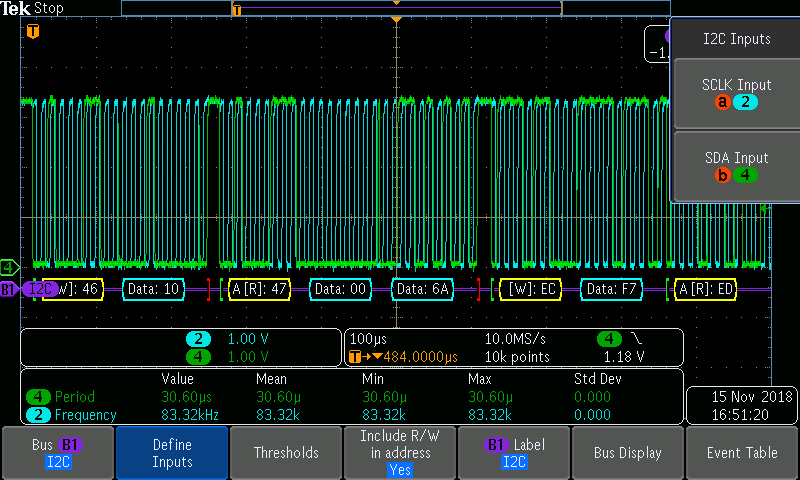 Tek Stop
T
T
I2C Inputs
-1.
SCLK Input
a 2
SDA Input
b 4
4
B1 I2C W]: 46 Data: 10 A [R]: 47 Data: 00 Data: 6A [W]: EC Data: F7 A [R]: ED
2 1.00 V
4 1.00 V
100µs 10.0MS/s 4
T→▼484.0000µs 10k points 1.18 V
Value Mean Min Max Std Dev
4 Period 30.60µs 30.60µ 30.60µ 30.60µ 0.000
2 Frequency 83.32kHz 83.32k 83.32k 83.32k 0.000
15 Nov 2018
16:51:20
Bus B1
I2C
Define
Inputs
Thresholds
Include R/W
in address
Yes
B1 Label
I2C
Bus Display
Event Table